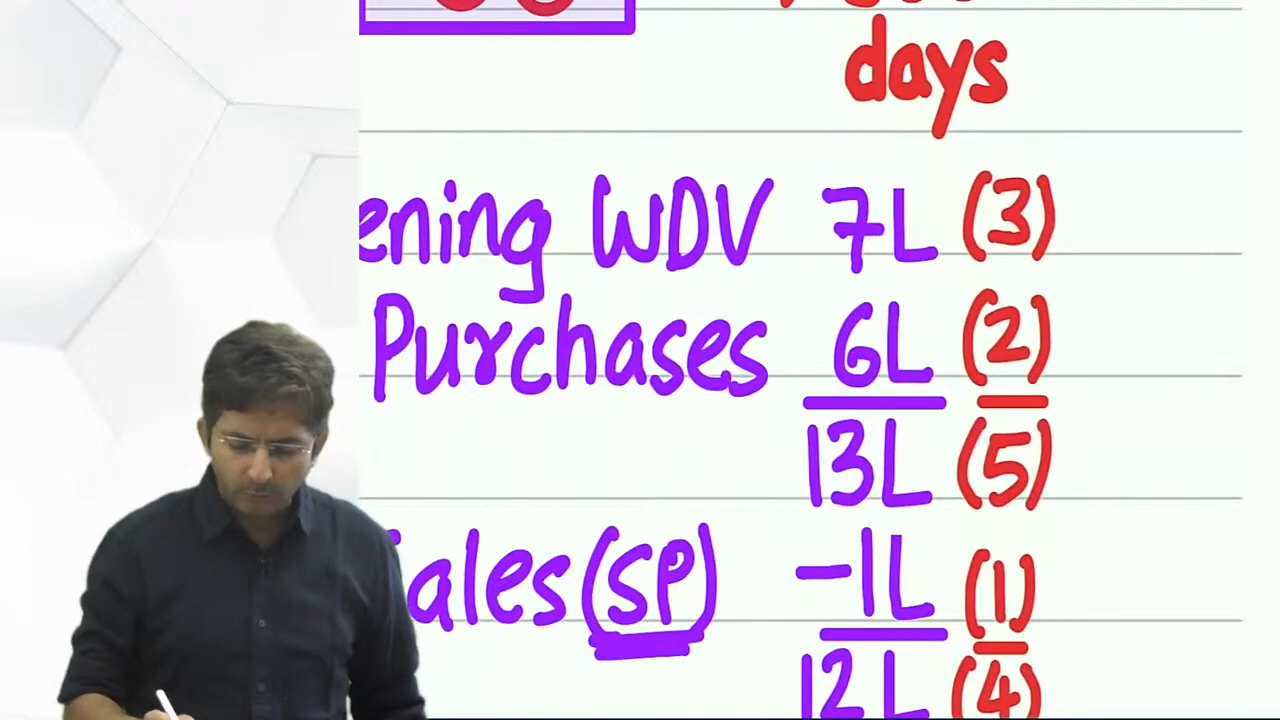 days
ening WDV 7L (3)
Purchases 6L (2)
13L (5)
ales (SP) -1L (1)
12L (4)